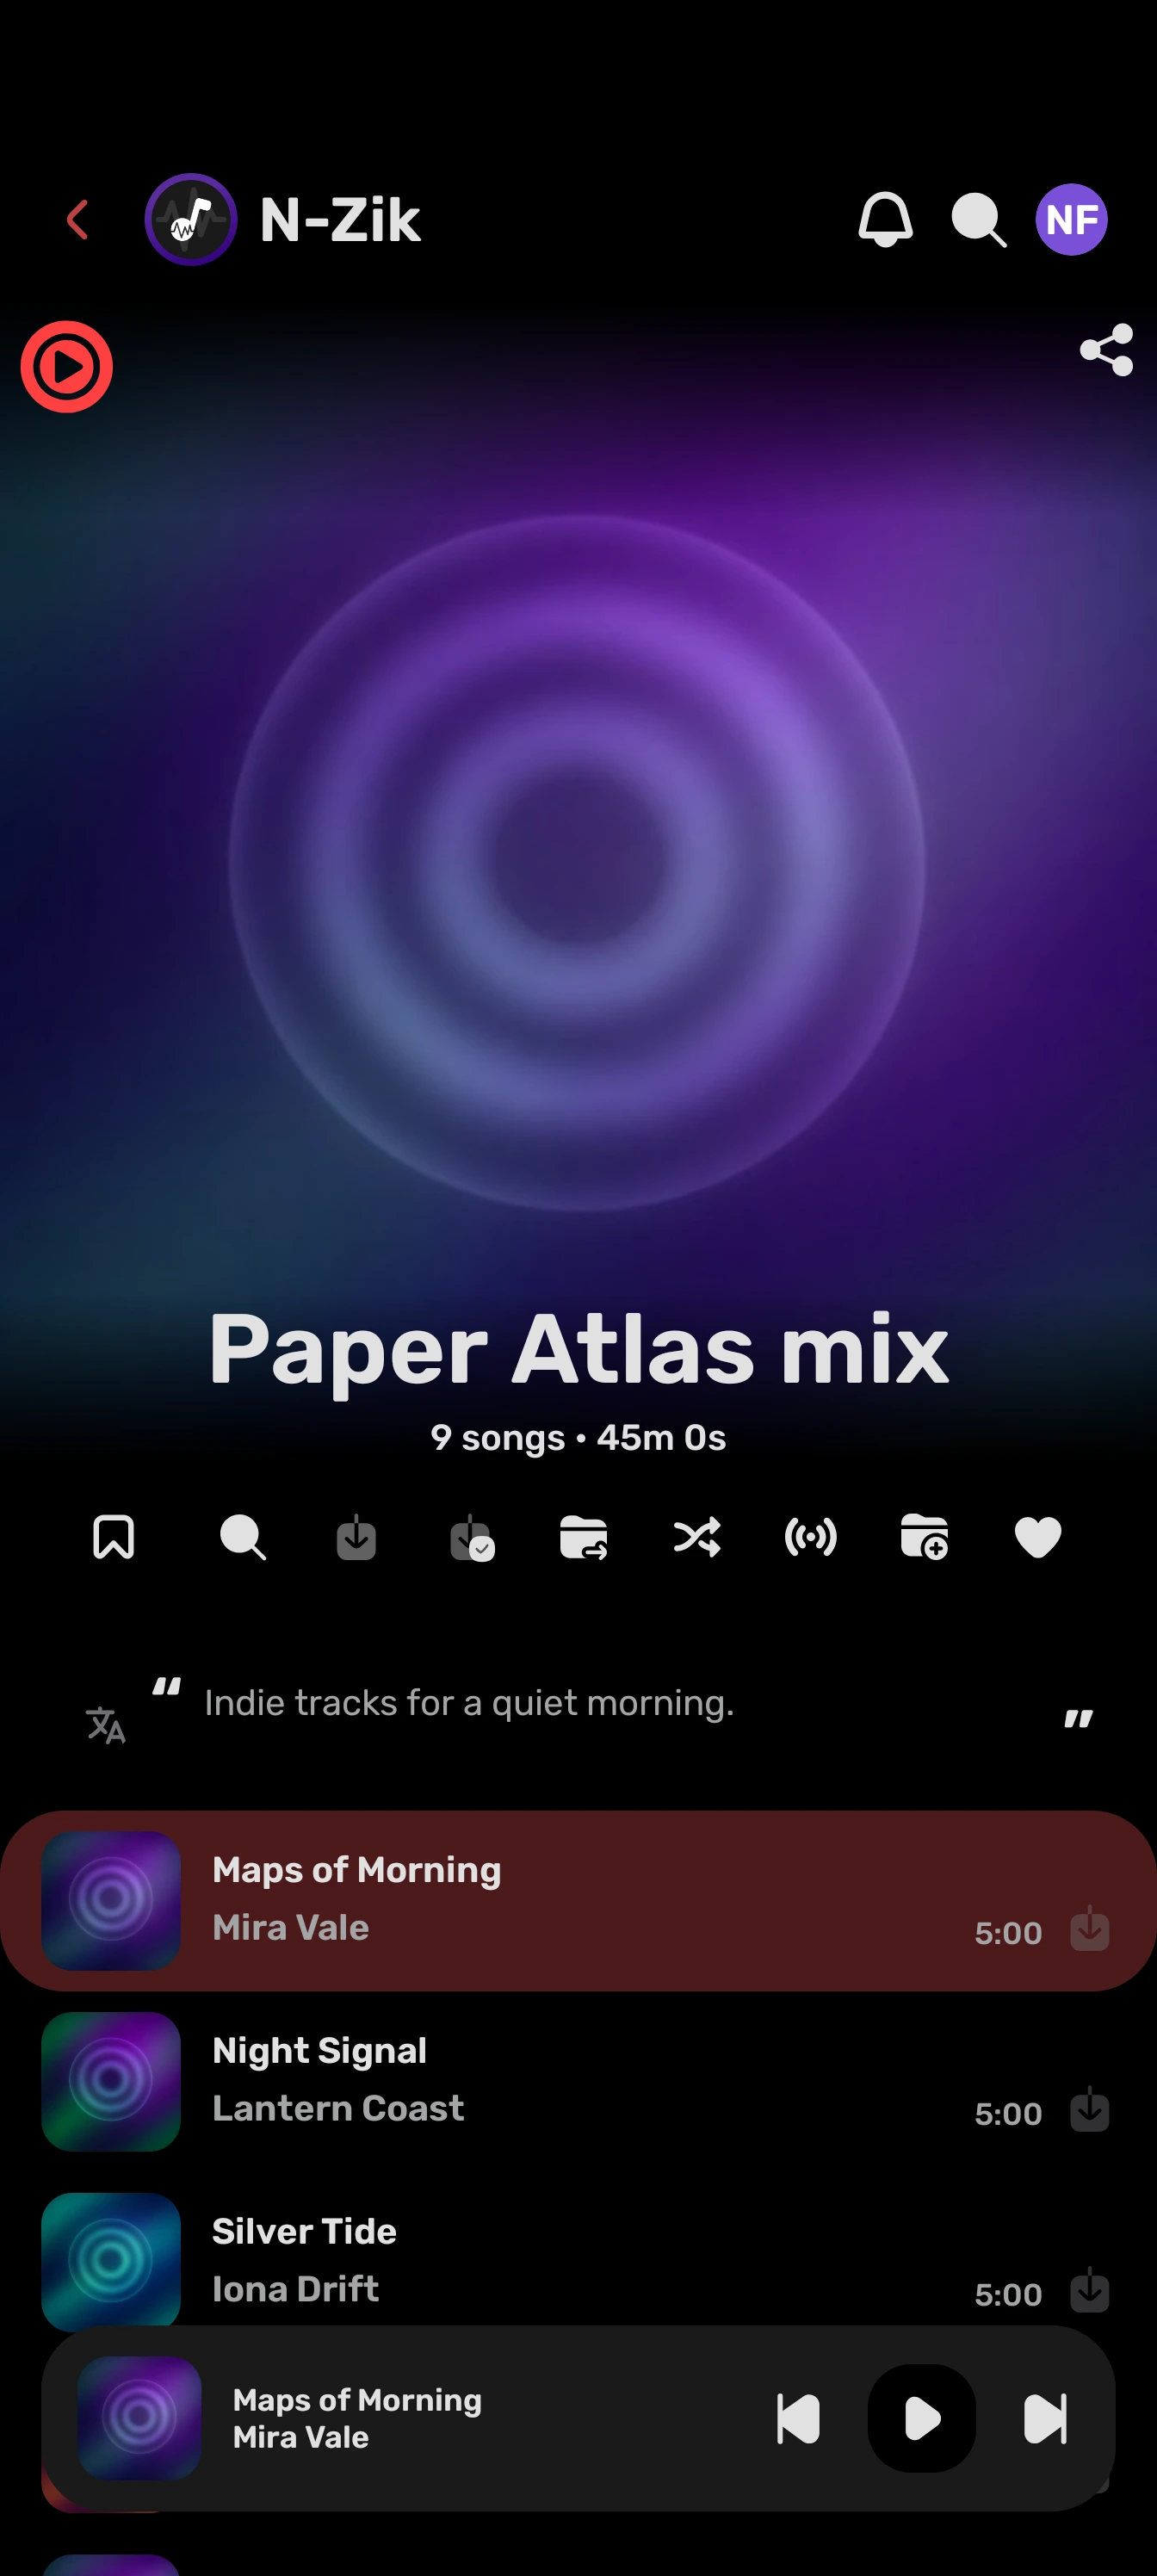 N-Zik
NF
Paper Atlas mix
9 songs • 45m 0s
“ Indie tracks for a quiet morning. ”
Maps of Morning
Mira Vale
5:00
Night Signal
Lantern Coast
5:00
Silver Tide
Iona Drift
5:00
Maps of Morning
Mira Vale